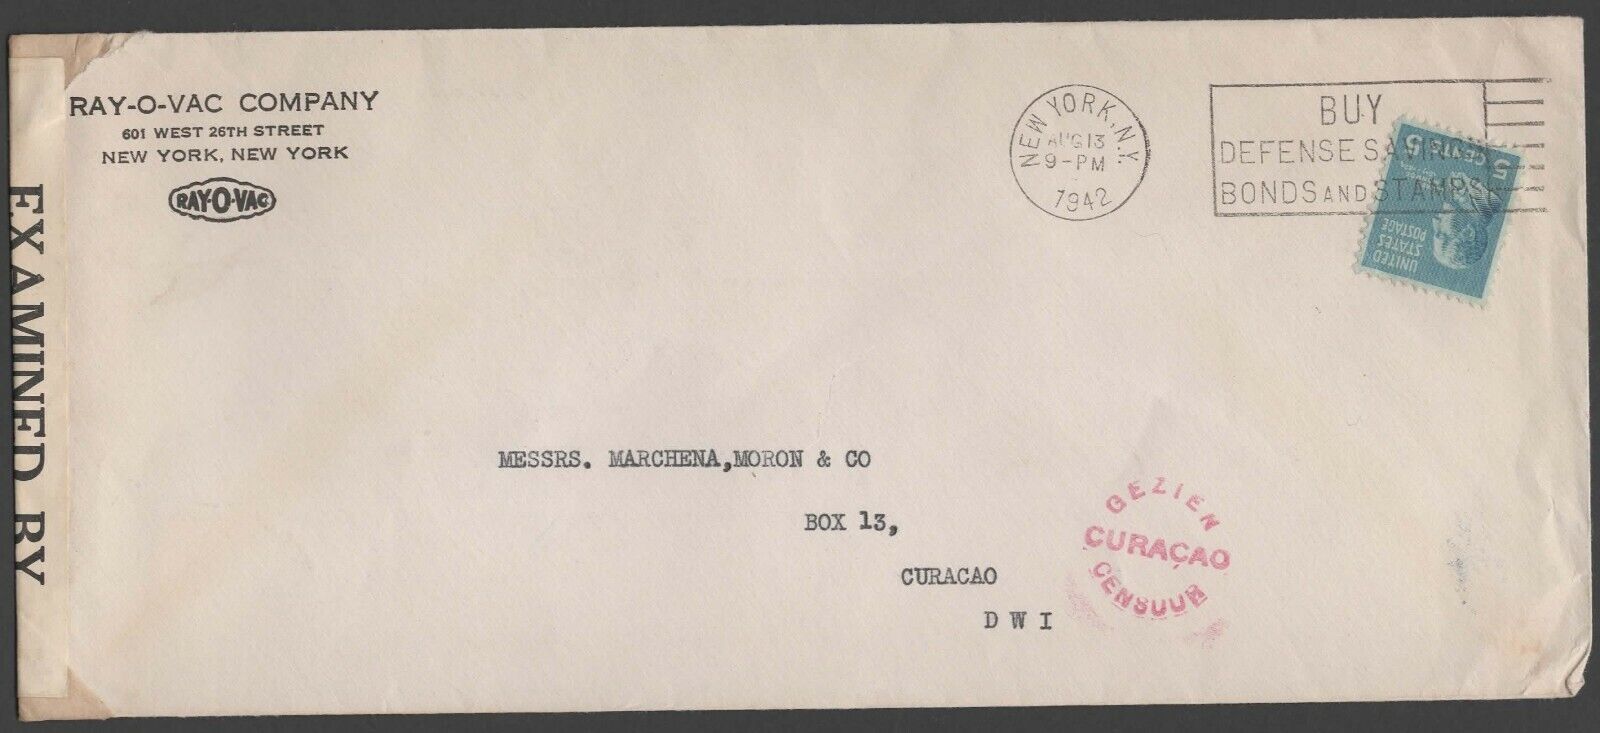 RAY-O-VAC COMPANY
601 WEST 26TH STREET
NEW YORK, NEW YORK
RAY-O-VAC
EXAMINED BY
NEW YORK, N.Y.
AUG 13
9-PM
1942
BUY
DEFENSE SAVINGS
BONDS AND STAMPS
5 CENTS 5
UNITED
STATES
POSTAGE
MESSRS. MARCHENA,MORON & CO
BOX 13,
CURACAO
D W I
GEZIEN
CURAÇAO
CENSUUR